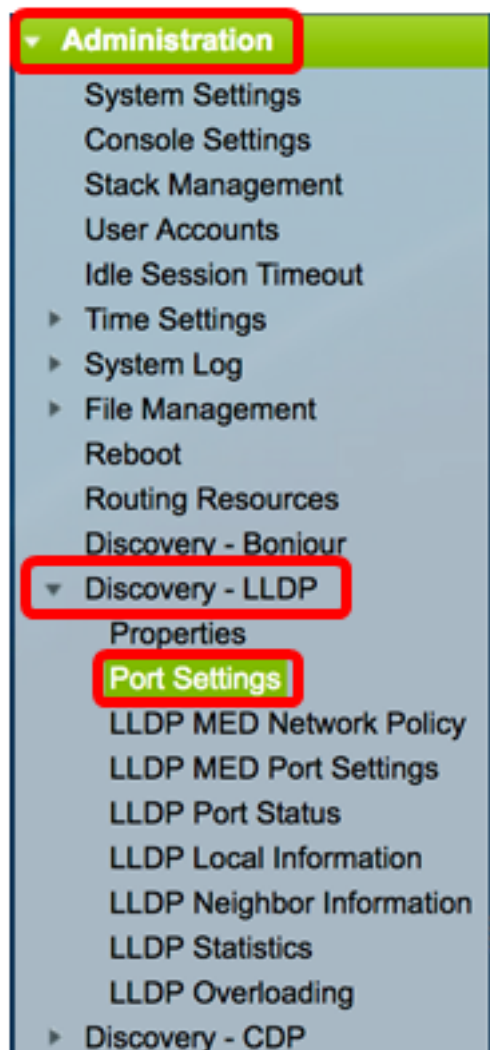 Administration
System Settings
Console Settings
Stack Management
User Accounts
Idle Session Timeout
Time Settings
System Log
File Management
Reboot
Routing Resources
Discovery - Bonjour
Discovery - LLDP
Properties
Port Settings
LLDP MED Network Policy
LLDP MED Port Settings
LLDP Port Status
LLDP Local Information
LLDP Neighbor Information
LLDP Statistics
LLDP Overloading
Discovery - CDP